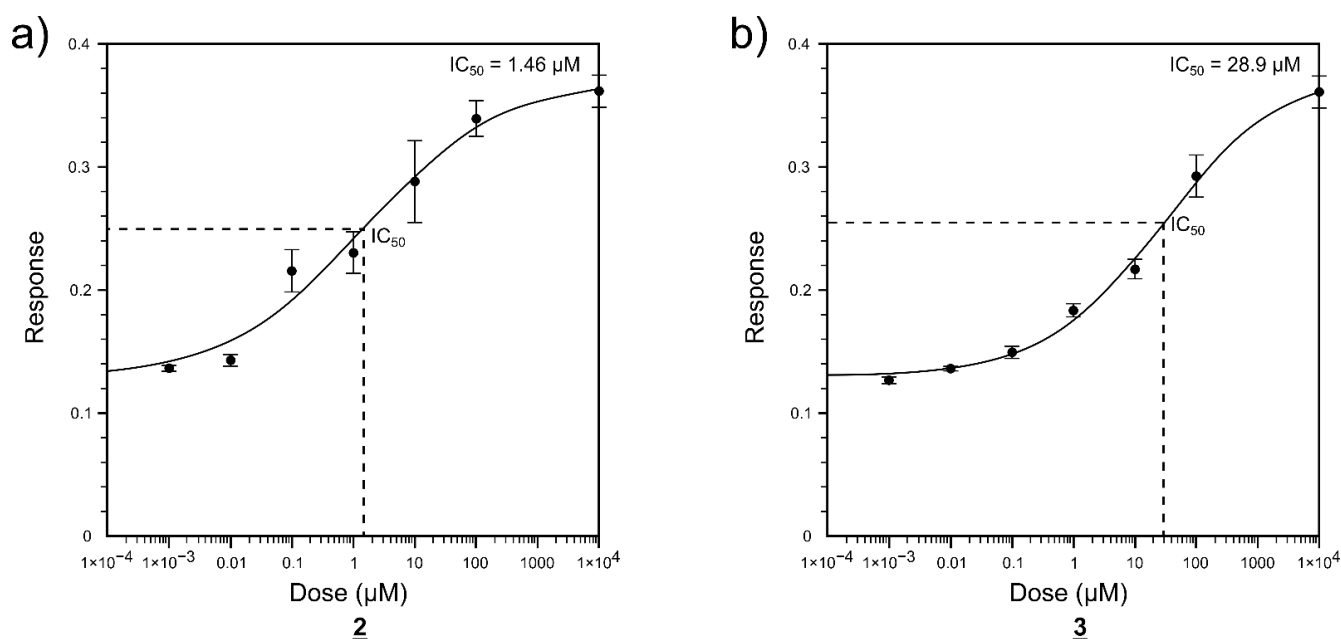 a)
IC₅₀ = 1.46 µM
0.4
0.3
0.2
0.1
0
Response
IC₅₀
1×10⁻⁴ 1×10⁻³ 0.01 0.1 1 10 100 1000 1×10⁴
Dose (µM)
2
b)
IC₅₀ = 28.9 µM
0.4
0.3
0.2
0.1
0
Response
IC₅₀
1×10⁻⁴ 1×10⁻³ 0.01 0.1 1 10 100 1000 1×10⁴
Dose (µM)
3